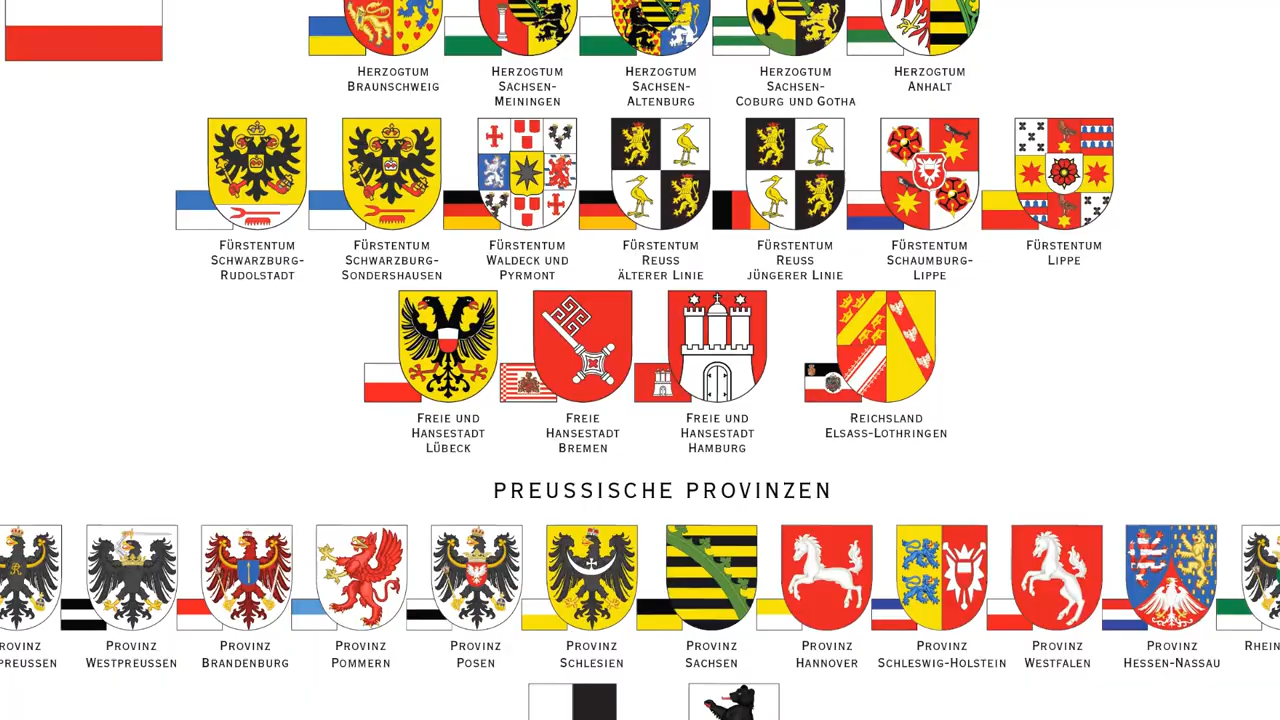 HERZOGTUM
BRAUNSCHWEIG
HERZOGTUM
SACHSEN-
MEININGEN
HERZOGTUM
SACHSEN-
ALTENBURG
HERZOGTUM
SACHSEN-
COBURG UND GOTHA
HERZOGTUM
ANHALT
FÜRSTENTUM
SCHWARZBURG-
RUDOLSTADT
FÜRSTENTUM
SCHWARZBURG-
SONDERSHAUSEN
FÜRSTENTUM
WALDECK UND
PYRMONT
FÜRSTENTUM
REUSS
ÄLTERER LINIE
FÜRSTENTUM
REUSS
JÜNGERER LINIE
FÜRSTENTUM
SCHAUMBURG-
LIPPE
FÜRSTENTUM
LIPPE
FREIE UND
HANSESTADT
LÜBECK
FREIE
HANSESTADT
BREMEN
FREIE UND
HANSESTADT
HAMBURG
REICHSLAND
ELSASS-LOTHRINGEN
PREUSSISCHE PROVINZEN
ROVINZ
PREUSSEN
PROVINZ
WESTPREUSSEN
PROVINZ
BRANDENBURG
PROVINZ
POMMERN
PROVINZ
POSEN
PROVINZ
SCHLESIEN
PROVINZ
SACHSEN
PROVINZ
HANNOVER
PROVINZ
SCHLESWIG-HOLSTEIN
PROVINZ
WESTFALEN
PROVINZ
HESSEN-NASSAU
RHEIN